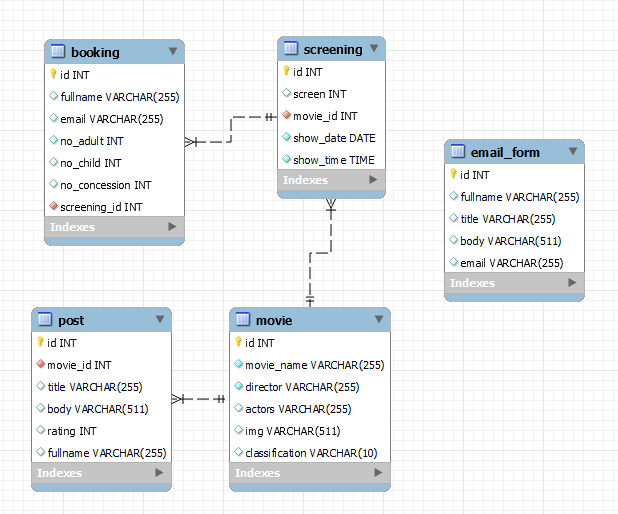 booking
id INT
fullname VARCHAR(255)
email VARCHAR(255)
no_adult INT
no_child INT
no_concession INT
screening_id INT
Indexes
screening
id INT
screen INT
movie_id INT
show_date DATE
show_time TIME
Indexes
email_form
id INT
fullname VARCHAR(255)
title VARCHAR(255)
body VARCHAR(511)
email VARCHAR(255)
Indexes
post
id INT
movie_id INT
title VARCHAR(255)
body VARCHAR(511)
rating INT
fullname VARCHAR(255)
Indexes
movie
id INT
movie_name VARCHAR(255)
director VARCHAR(255)
actors VARCHAR(255)
img VARCHAR(511)
classification VARCHAR(10)
Indexes